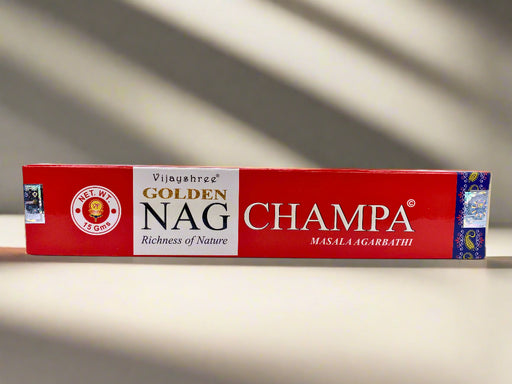 NET. WT.
15 Gms
Vijayshree®
GOLDEN
NAG CHAMPA©
Richness of Nature
MASALA AGARBATHI